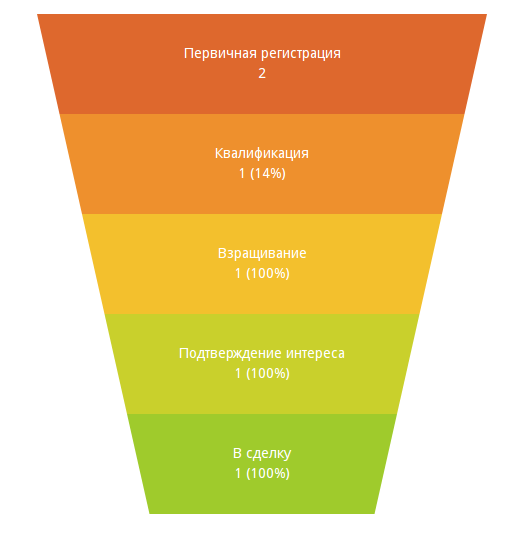 Первичная регистрация
2
Квалификация
1 (14%)
Взращивание
1 (100%)
Подтверждение интереса
1 (100%)
В сделку
1 (100%)